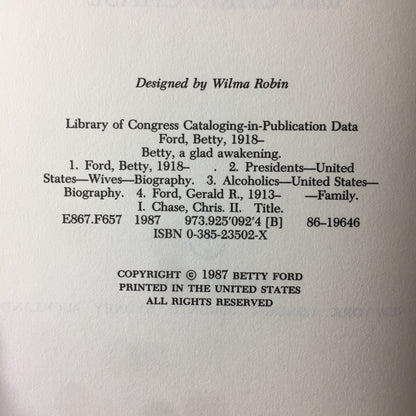 Designed by Wilma Robin
Library of Congress Cataloging-in-Publication Data
Ford, Betty, 1918–
Betty, a glad awakening.
1. Ford, Betty, 1918– . 2. Presidents—United
States—Wives—Biography. 3. Alcoholics—United States—
Biography. 4. Ford, Gerald R., 1913– —Family.
I. Chase, Chris. II. Title.
E867.F657 1987 973.925′092′4 [B] 86–19646
ISBN 0-385-23502-X
COPYRIGHT © 1987 BETTY FORD
PRINTED IN THE UNITED STATES
ALL RIGHTS RESERVED